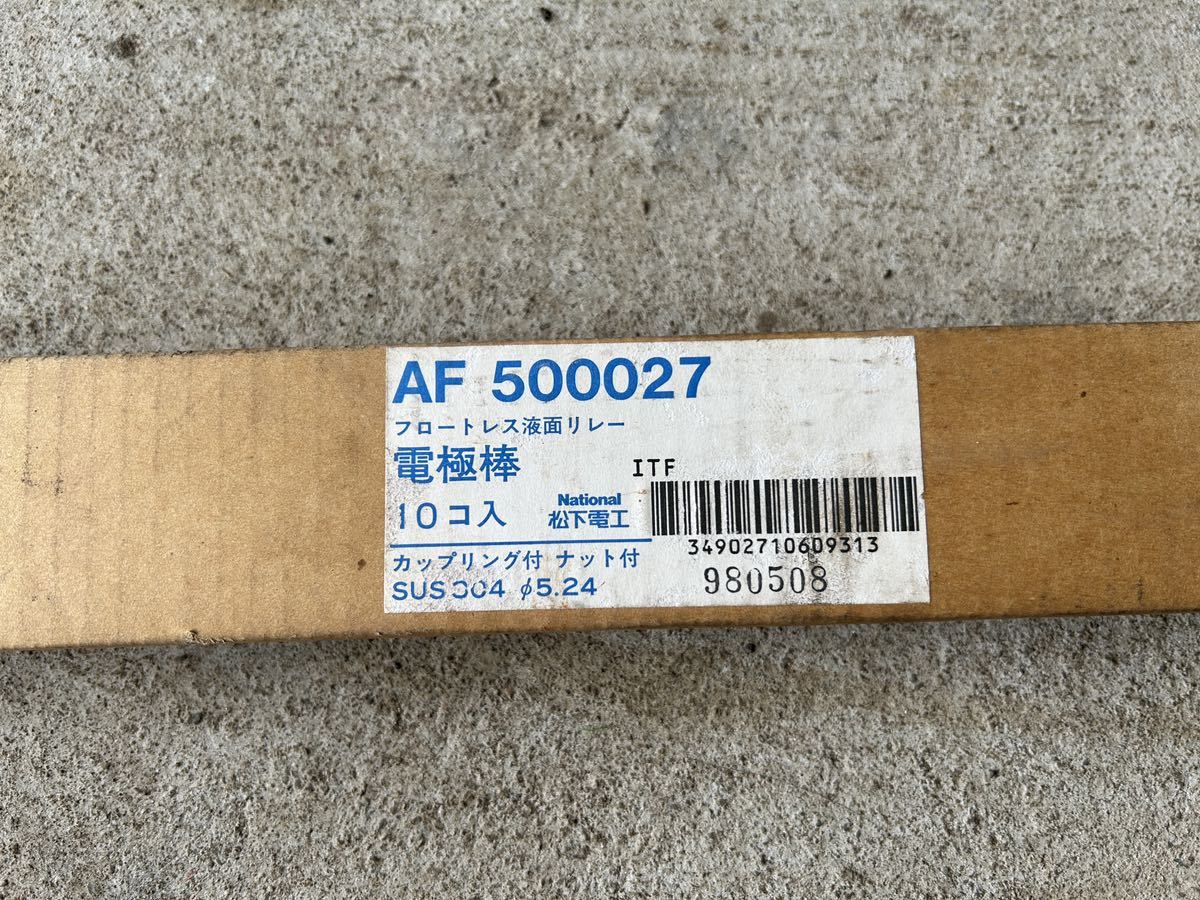 AF 500027
フロートレス液面リレー
電極棒
ITF
10コ入
National
松下電工
34902710609313
カップリング付 ナット付
SUS304 φ5.24
980508